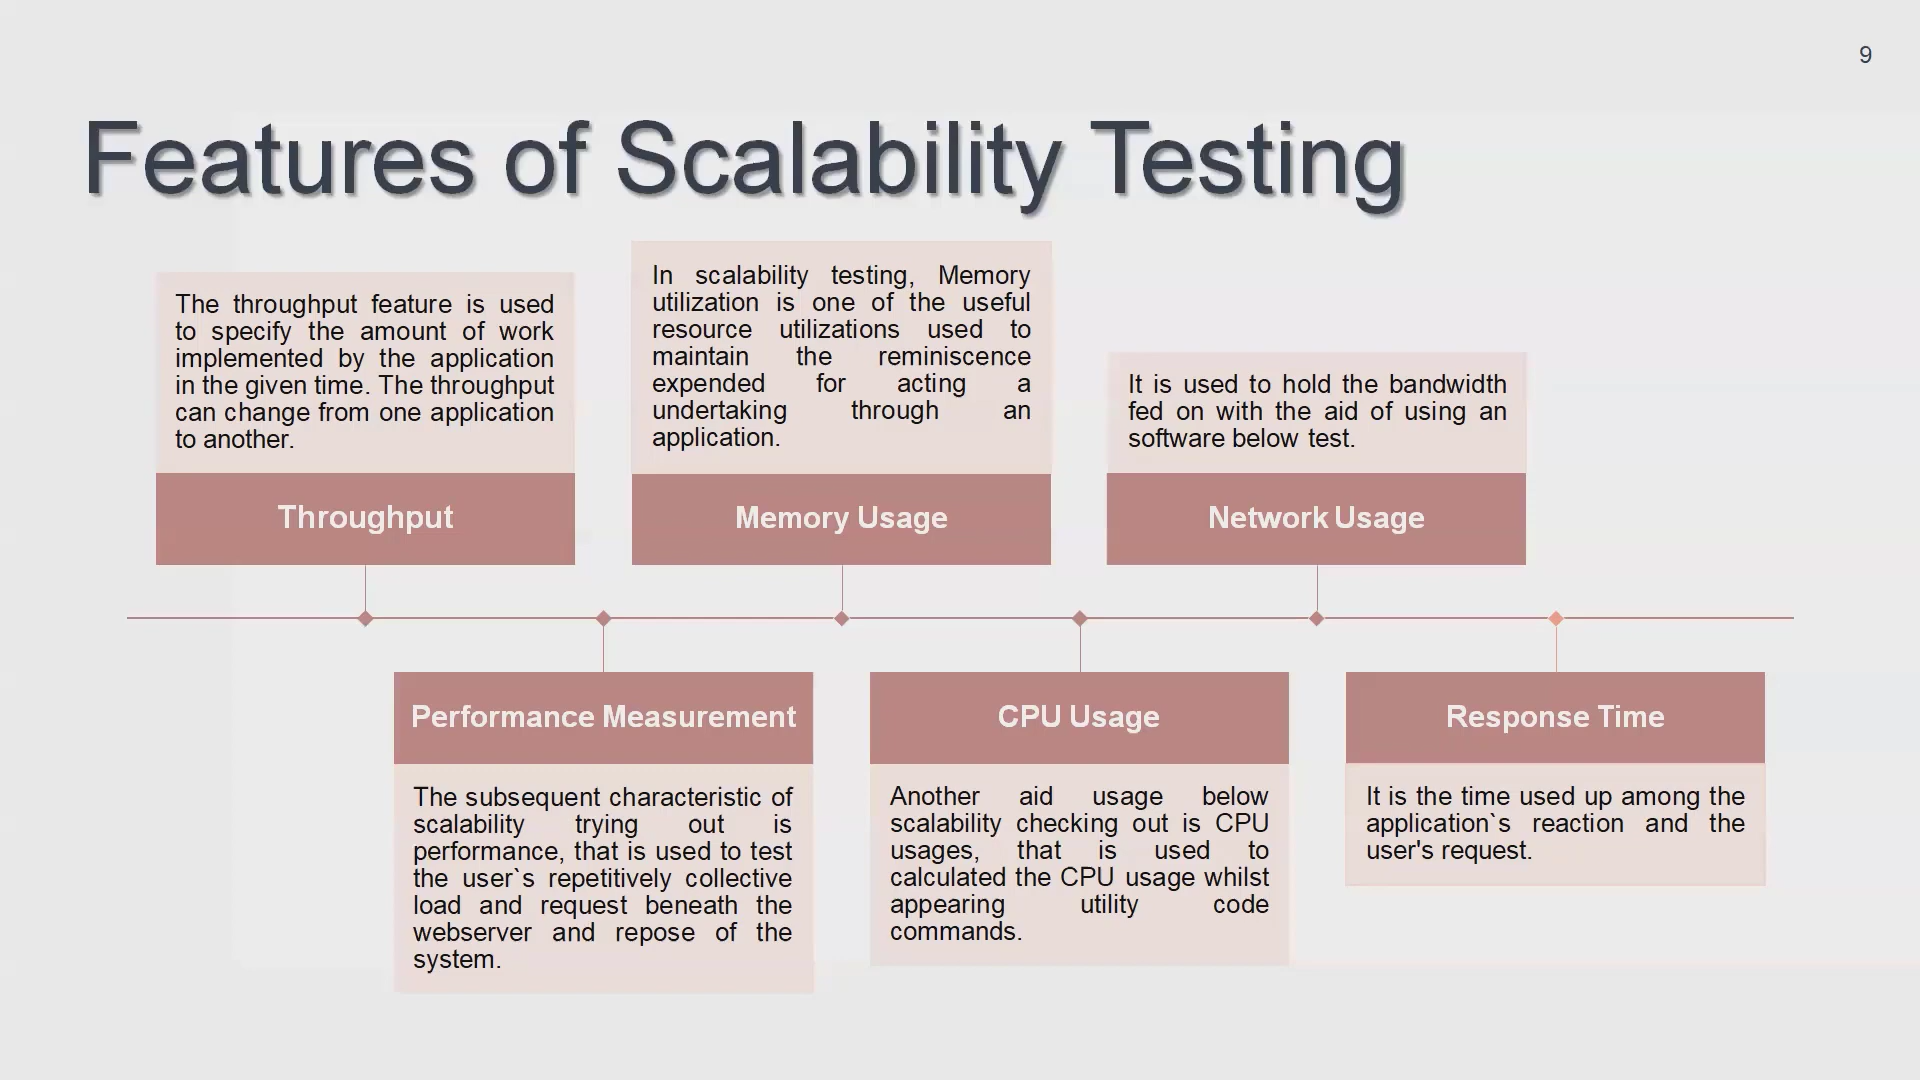 9
Features of Scalability Testing
The throughput feature is used
to specify the amount of work
implemented by the application
in the given time. The throughput
can change from one application
to another.
Throughput
In scalability testing, Memory
utilization is one of the useful
resource utilizations used to
maintain the reminiscence
expended for acting a
undertaking through an
application.
Memory Usage
It is used to hold the bandwidth
fed on with the aid of using an
software below test.
Network Usage
Performance Measurement
The subsequent characteristic of
scalability trying out is
performance, that is used to test
the user`s repetitively collective
load and request beneath the
webserver and repose of the
system.
CPU Usage
Another aid usage below
scalability checking out is CPU
usages, that is used to
calculated the CPU usage whilst
appearing utility code
commands.
Response Time
It is the time used up among the
application`s reaction and the
user's request.